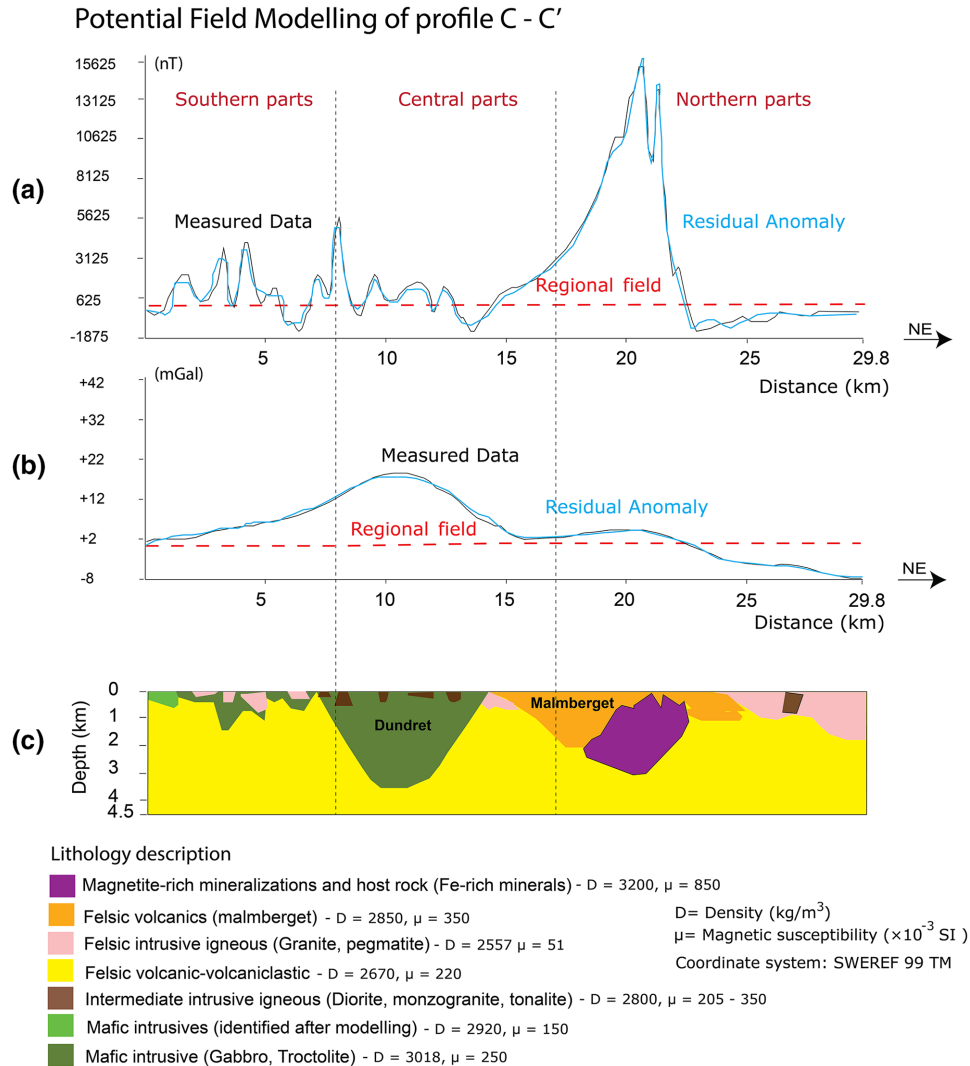 Potential Field Modelling of profile C - C’
(a)
(nT)
15625
13125
10625
8125
5625
3125
625
-1875
Southern parts
Central parts
Northern parts
Measured Data
Residual Anomaly
Regional field
5
10
15
20
25
29.8
NE
Distance (km)
(b)
(mGal)
+42
+32
+22
+12
+2
-8
Measured Data
Residual Anomaly
Regional field
5
10
15
20
25
29.8
NE
Distance (km)
(c)
Depth (km)
0
1
2
3
4
4.5
Dundret
Malmberget
Lithology description
Magnetite-rich mineralizations and host rock (Fe-rich minerals) - D = 3200, µ = 850
Felsic volcanics (malmberget) - D = 2850, µ = 350
Felsic intrusive igneous (Granite, pegmatite) - D = 2557 µ = 51
Felsic volcanic-volcaniclastic - D = 2670, µ = 220
Intermediate intrusive igneous (Diorite, monzogranite, tonalite) - D = 2800, µ = 205 - 350
Mafic intrusives (identified after modelling) - D = 2920, µ = 150
Mafic intrusive (Gabbro, Troctolite) - D = 3018, µ = 250
D= Density (kg/m³)
µ= Magnetic susceptibility (×10⁻³ SI )
Coordinate system: SWEREF 99 TM